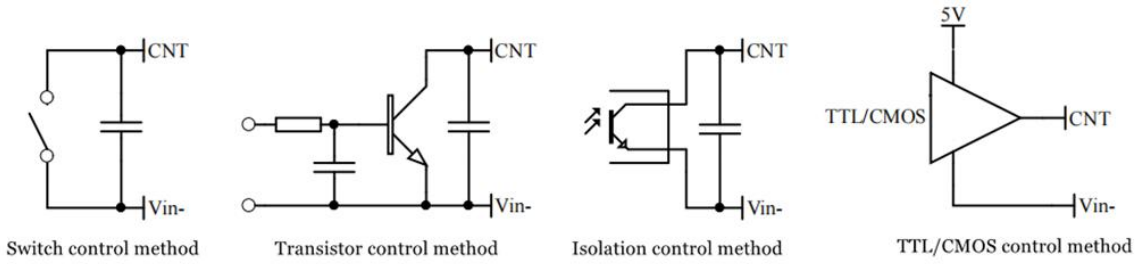 5V
CNT
CNT
CNT
TTL/CMOS
CNT
Vin-
Vin-
Vin-
Vin-
Switch control method
Transistor control method
Isolation control method
TTL/CMOS control method